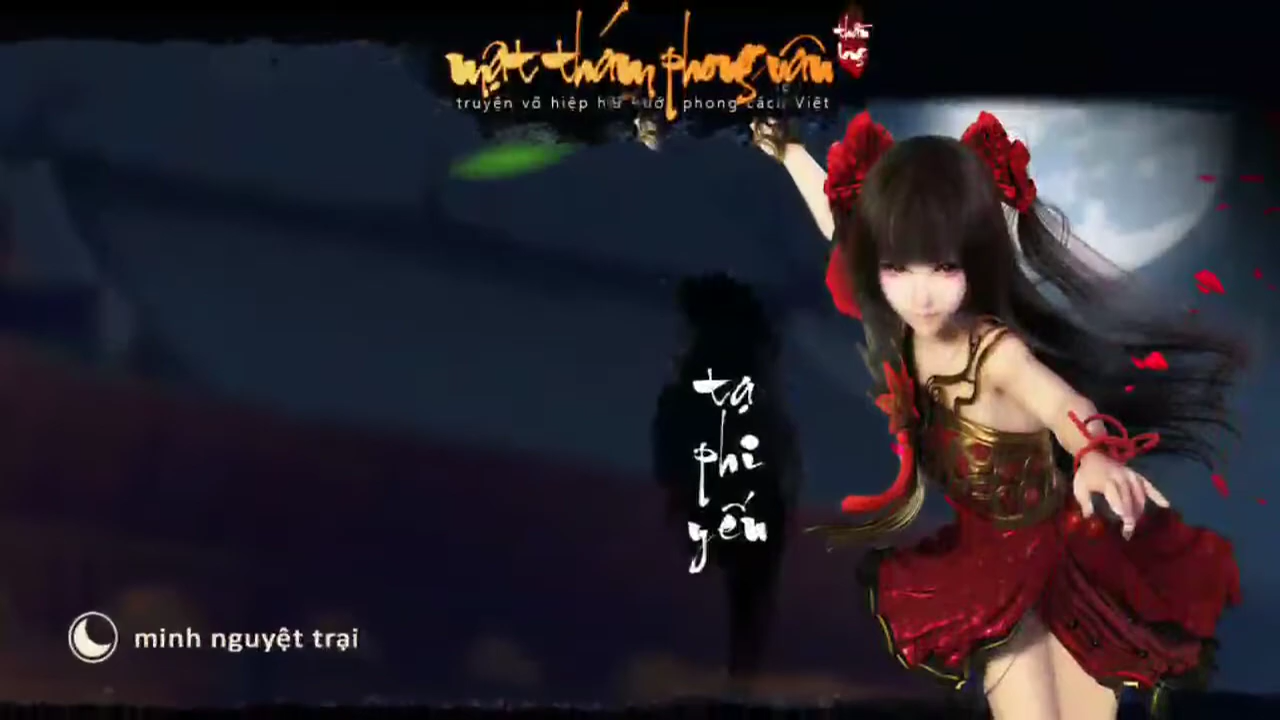 mật thám phong vân
truyện võ hiệp hài hước phong cách Việt
tạ
phi
yến
minh nguyệt trại